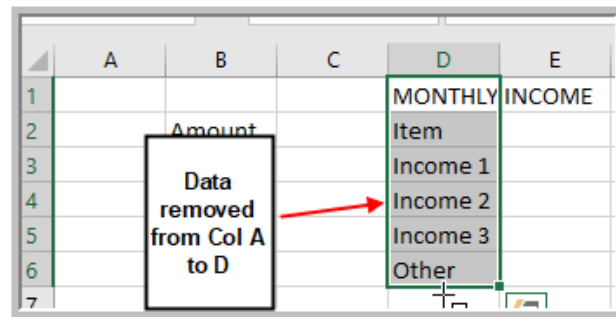 A B C D E
1 MONTHLY INCOME
2 Amount Item
3 Income 1
4 Income 2
5 Income 3
6 Other
7
Data
removed
from Col A
to D